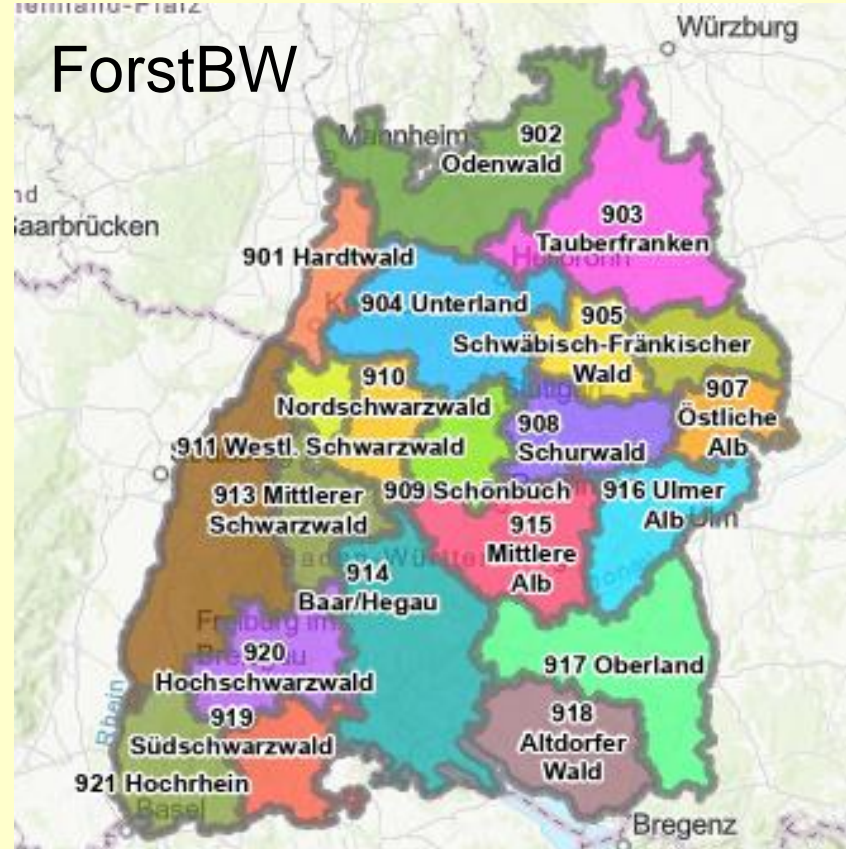 Würzburg
ForstBW
Mannheim
902
Odenwald
Saarbrücken
903
Tauberfranken
901 Hardtwald
904 Unterland
905
Schwäbisch-Fränkischer
Wald
910
Nordschwarzwald
907
Östliche
Alb
908
Schurwald
911 Westl. Schwarzwald
913 Mittlerer
Schwarzwald
909 Schönbuch
916 Ulmer
Alb
Ulm
915
Mittlere
Alb
914
Baar/Hegau
920
Hochschwarzwald
917 Oberland
Rhein
919
Südschwarzwald
918
Altdorfer
Wald
921 Hochrhein
Basel
Bregenz